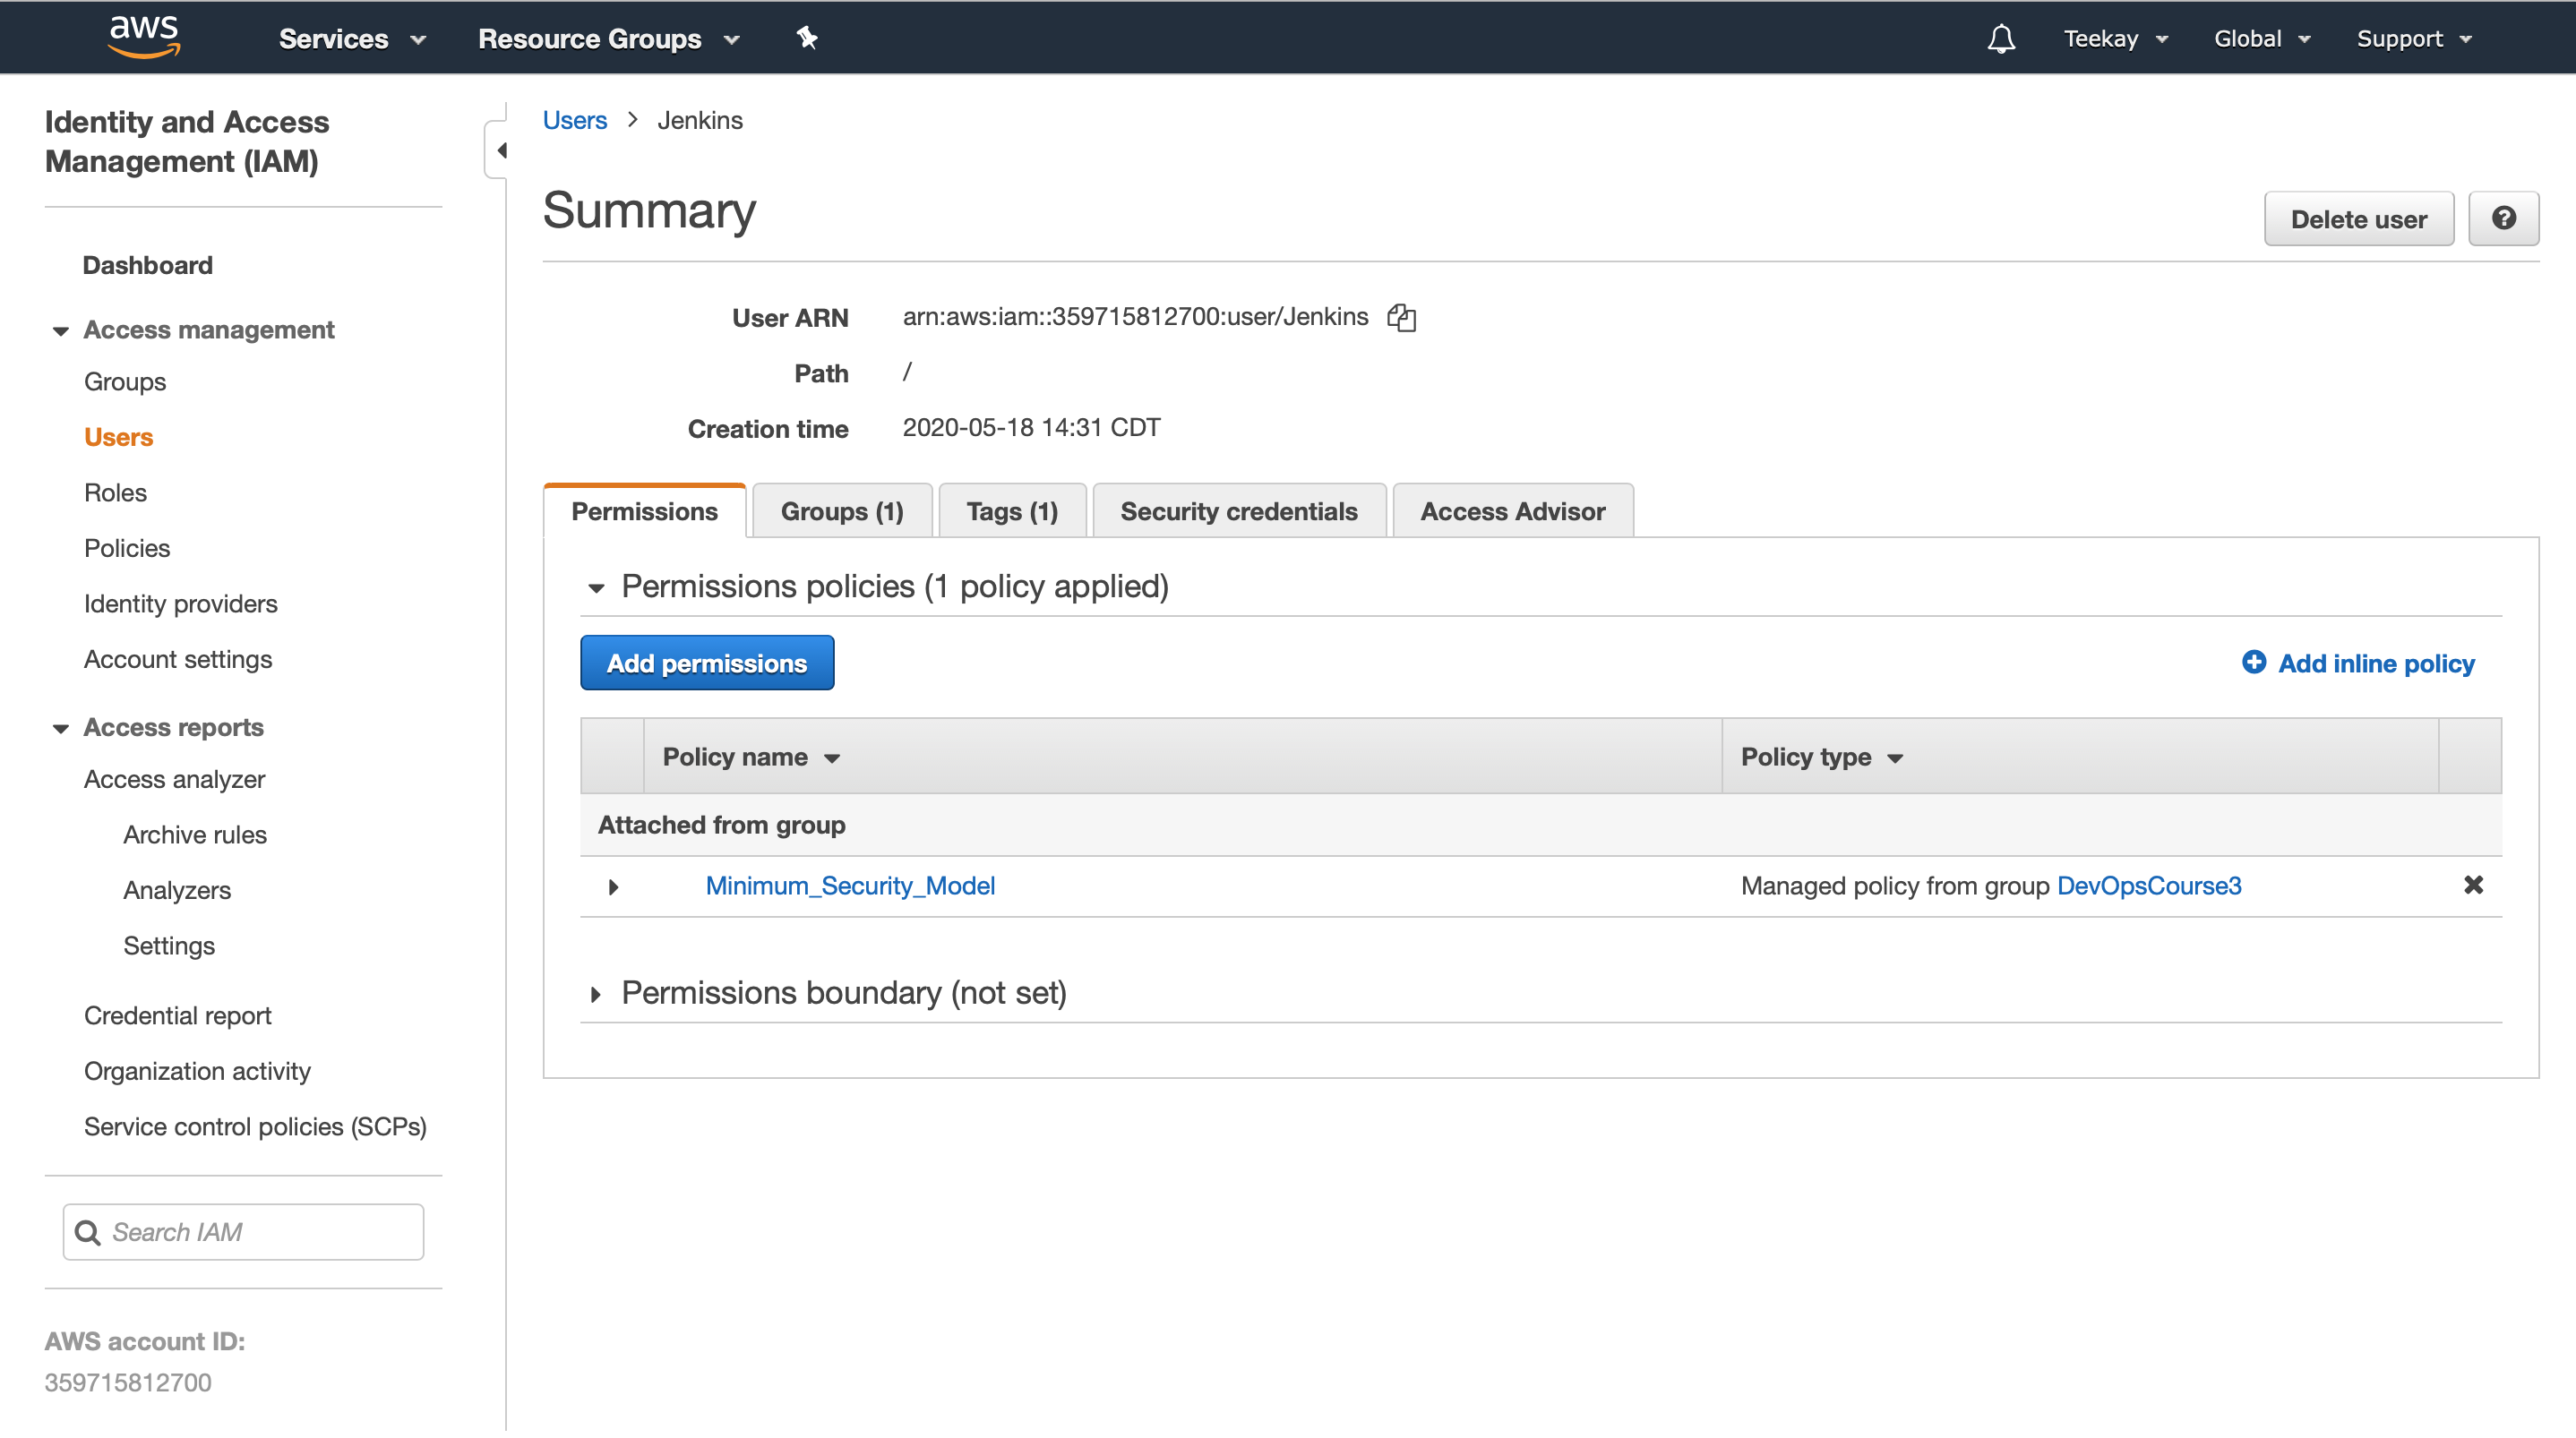 aws Services Resource Groups Teekay Global Support
Identity and Access
Management (IAM)
Dashboard
Access management
Groups
Users
Roles
Policies
Identity providers
Account settings
Access reports
Access analyzer
Archive rules
Analyzers
Settings
Credential report
Organization activity
Service control policies (SCPs)
Search IAM
AWS account ID:
359715812700
Users > Jenkins
Summary
Delete user
User ARN arn:aws:iam::359715812700:user/Jenkins
Path /
Creation time 2020-05-18 14:31 CDT
Permissions Groups (1) Tags (1) Security credentials Access Advisor
Permissions policies (1 policy applied)
Add permissions Add inline policy
Policy name Policy type
Attached from group
Minimum_Security_Model Managed policy from group DevOpsCourse3
Permissions boundary (not set)